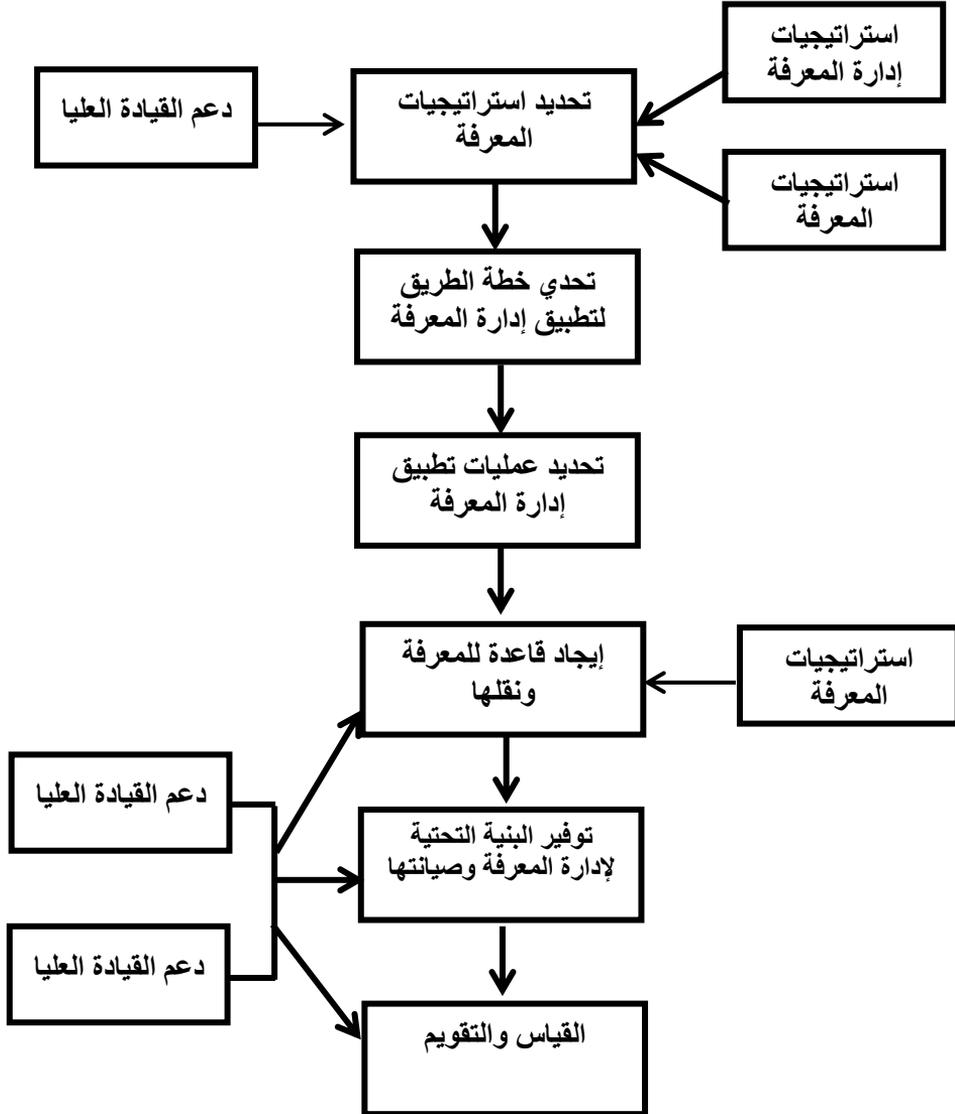 استراتيجيات
إدارة المعرفة
تحديد استراتيجيات
المعرفة
دعم القيادة العليا
استراتيجيات
المعرفة
تحدي خطة الطريق
لتطبيق إدارة المعرفة
تحديد عمليات تطبيق
إدارة المعرفة
إيجاد قاعدة للمعرفة
ونقلها
استراتيجيات
المعرفة
دعم القيادة العليا
توفير البنية التحتية
لإدارة المعرفة وصيانتها
دعم القيادة العليا
القياس والتقويم